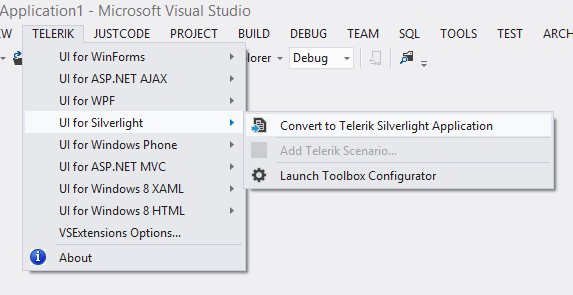 Application1 - Microsoft Visual Studio
EW TELERIK JUSTCODE PROJECT BUILD DEBUG TEAM SQL TOOLS TEST ARCH
UI for WinForms
lorer Debug
UI for ASP.NET AJAX
UI for WPF
UI for Silverlight
Convert to Telerik Silverlight Application
UI for Windows Phone
Add Telerik Scenario...
UI for ASP.NET MVC
Launch Toolbox Configurator
UI for Windows 8 XAML
UI for Windows 8 HTML
VSExtensions Options...
About